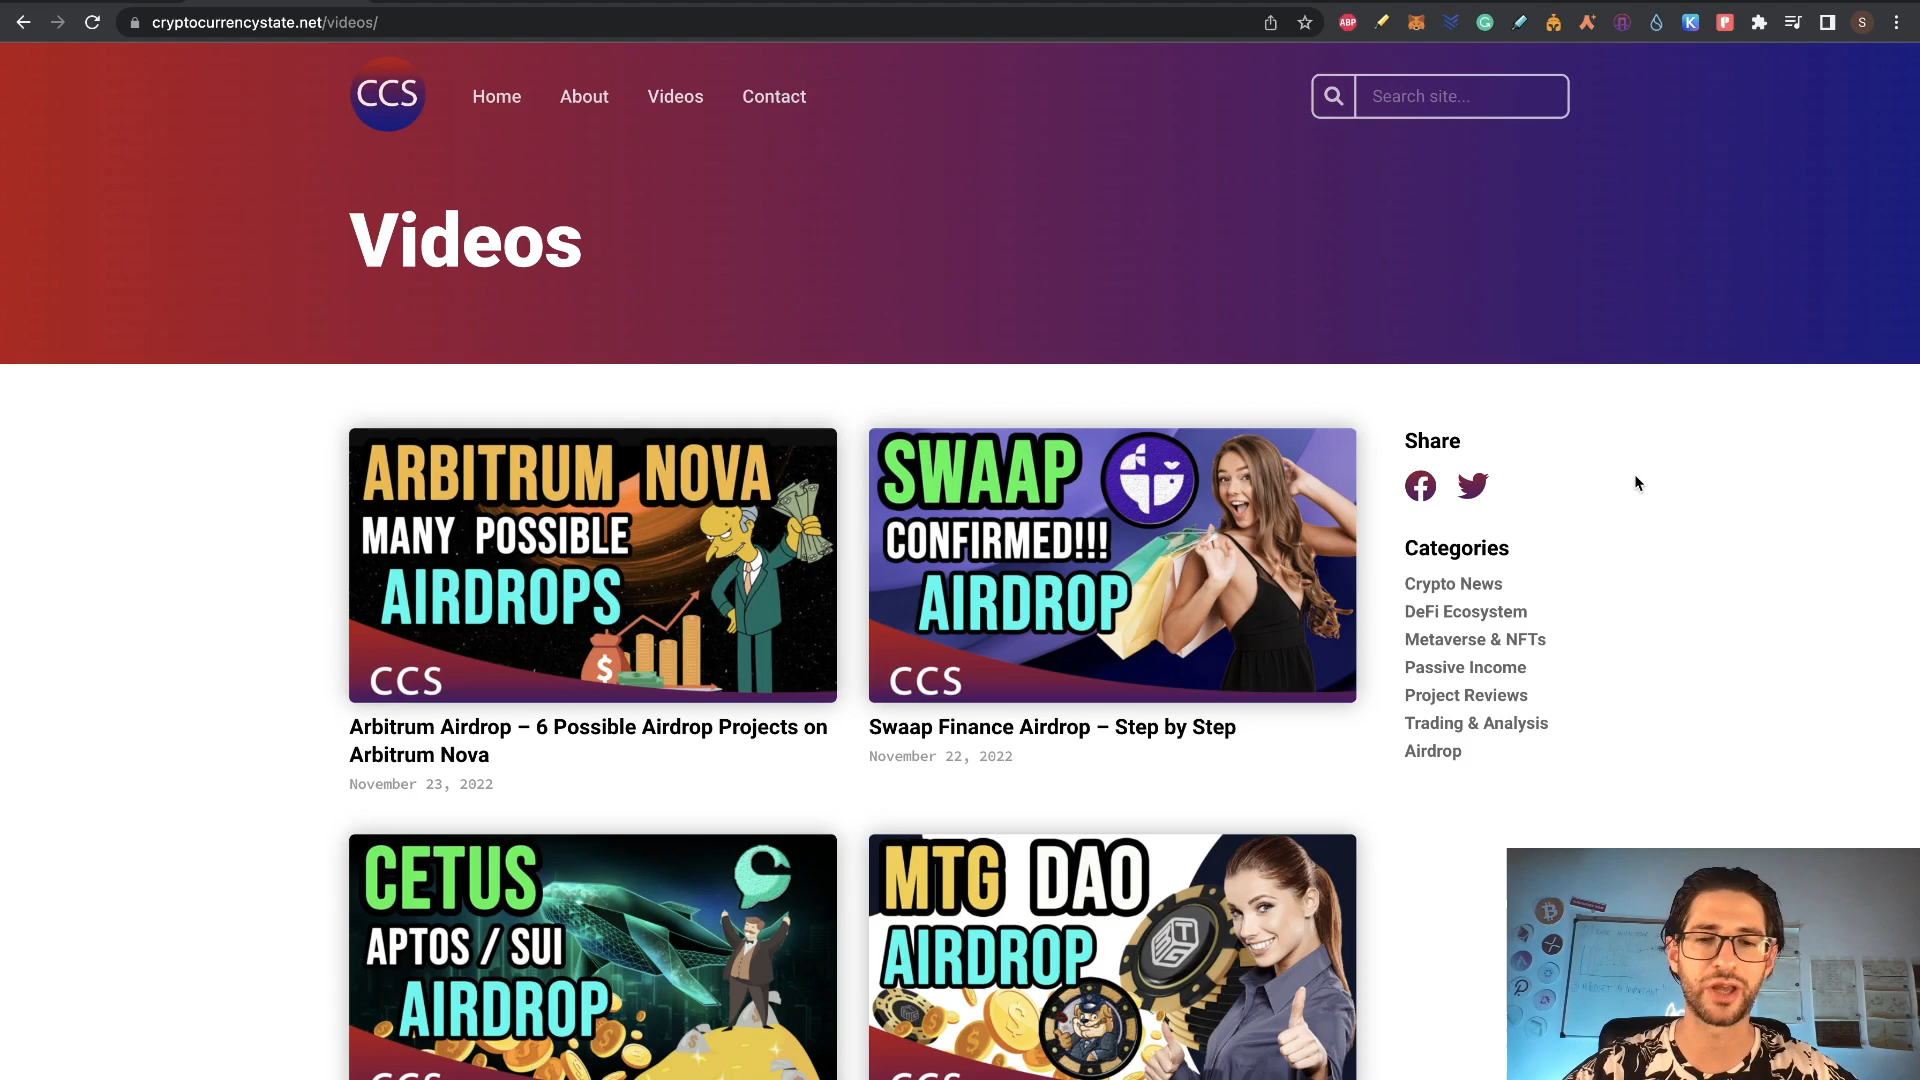 cryptocurrencystate.net/videos/
ABP
S
CCS
Home
About
Videos
Contact
Search site...
Videos
ARBITRUM NOVA
MANY POSSIBLE
AIRDROPS
$
CCS
SWAAP
CONFIRMED!!!
AIRDROP
CCS
Share
Categories
Crypto News
DeFi Ecosystem
Metaverse & NFTs
Passive Income
Project Reviews
Trading & Analysis
Airdrop
Arbitrum Airdrop – 6 Possible Airdrop Projects on
Arbitrum Nova
November 23, 2022
Swaap Finance Airdrop – Step by Step
November 22, 2022
CETUS
APTOS / SUI
AIRDROP
CCS
MTG DAO
AIRDROP
CCS